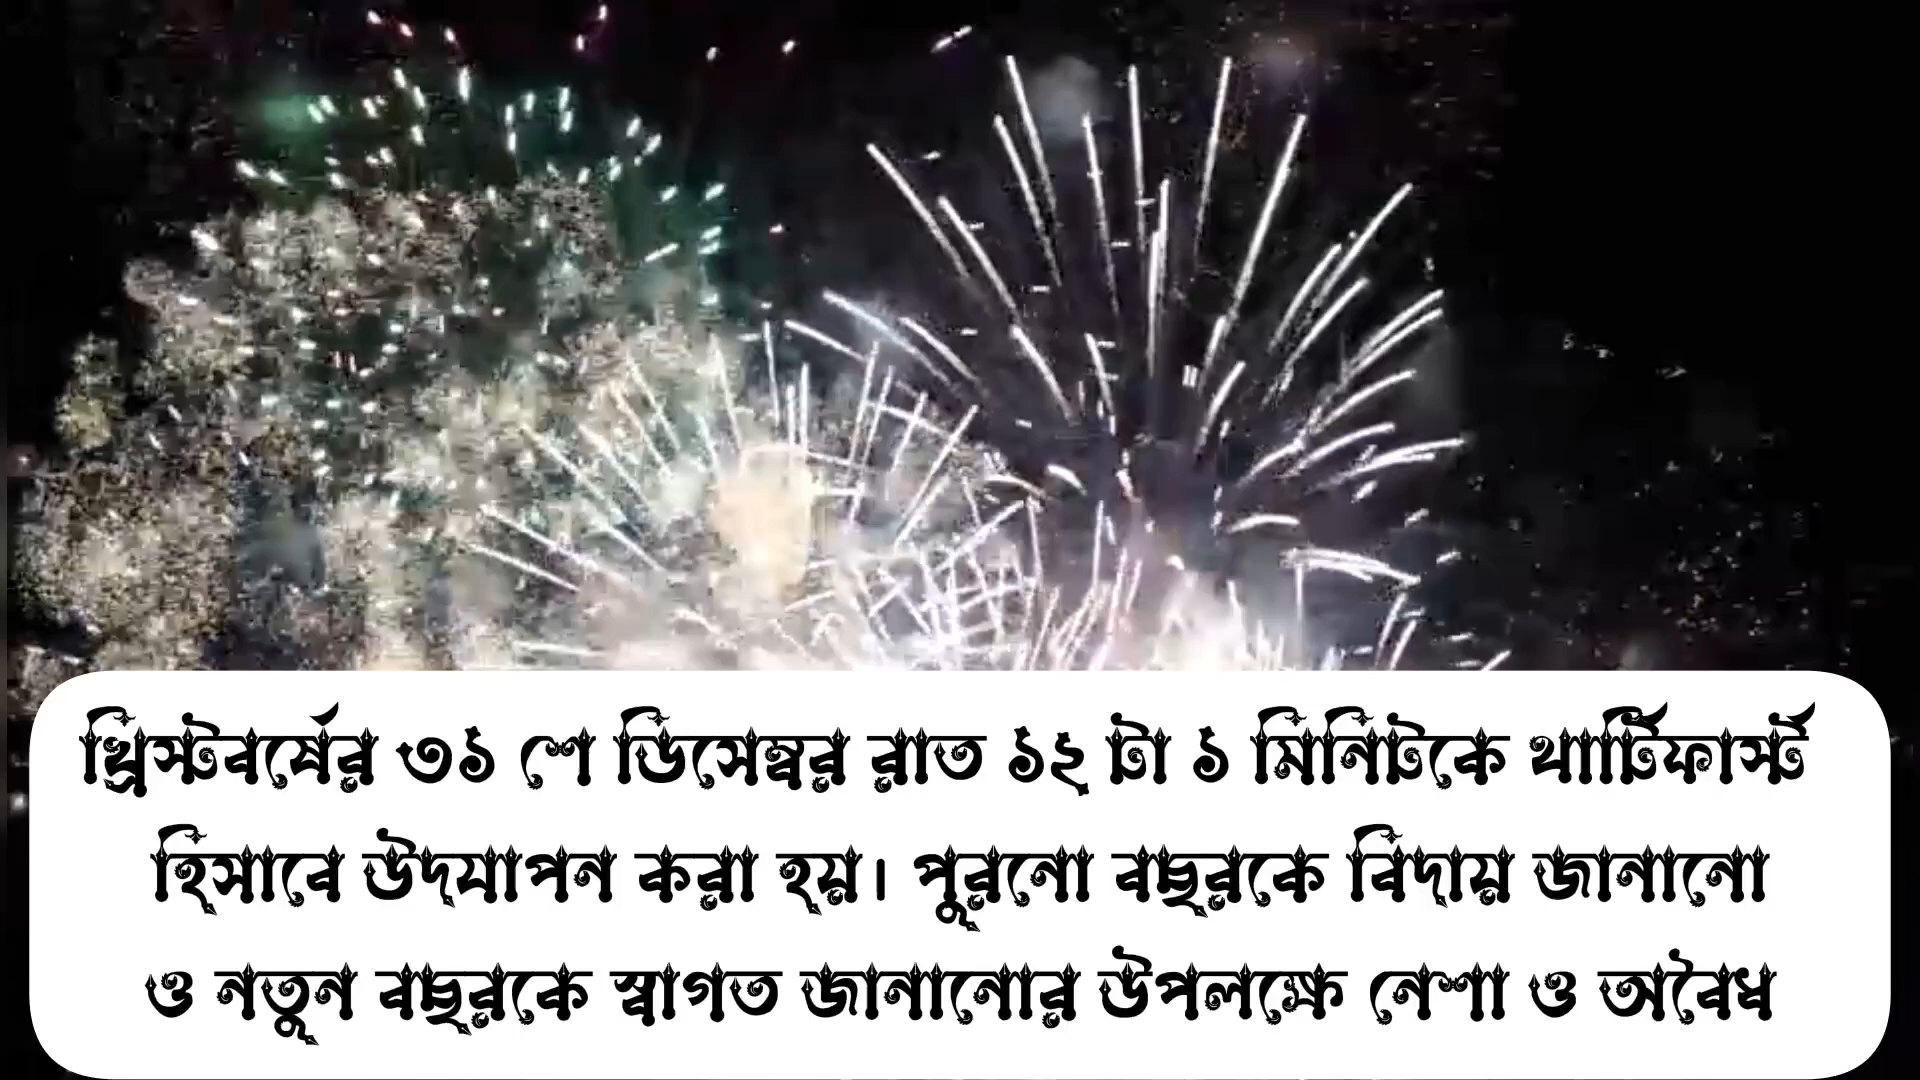 খ্রিস্টবর্ষের ৩১ শে ডিসেম্বর রাত ১২ টা ১ মিনিটকে থার্টিফার্স্ট
হিসাবে উদযাপন করা হয়। পুরনো বছরকে বিদায় জানানো
ও নতুন বছরকে স্বাগত জানানোর উপলক্ষে নেশা ও অবৈধ